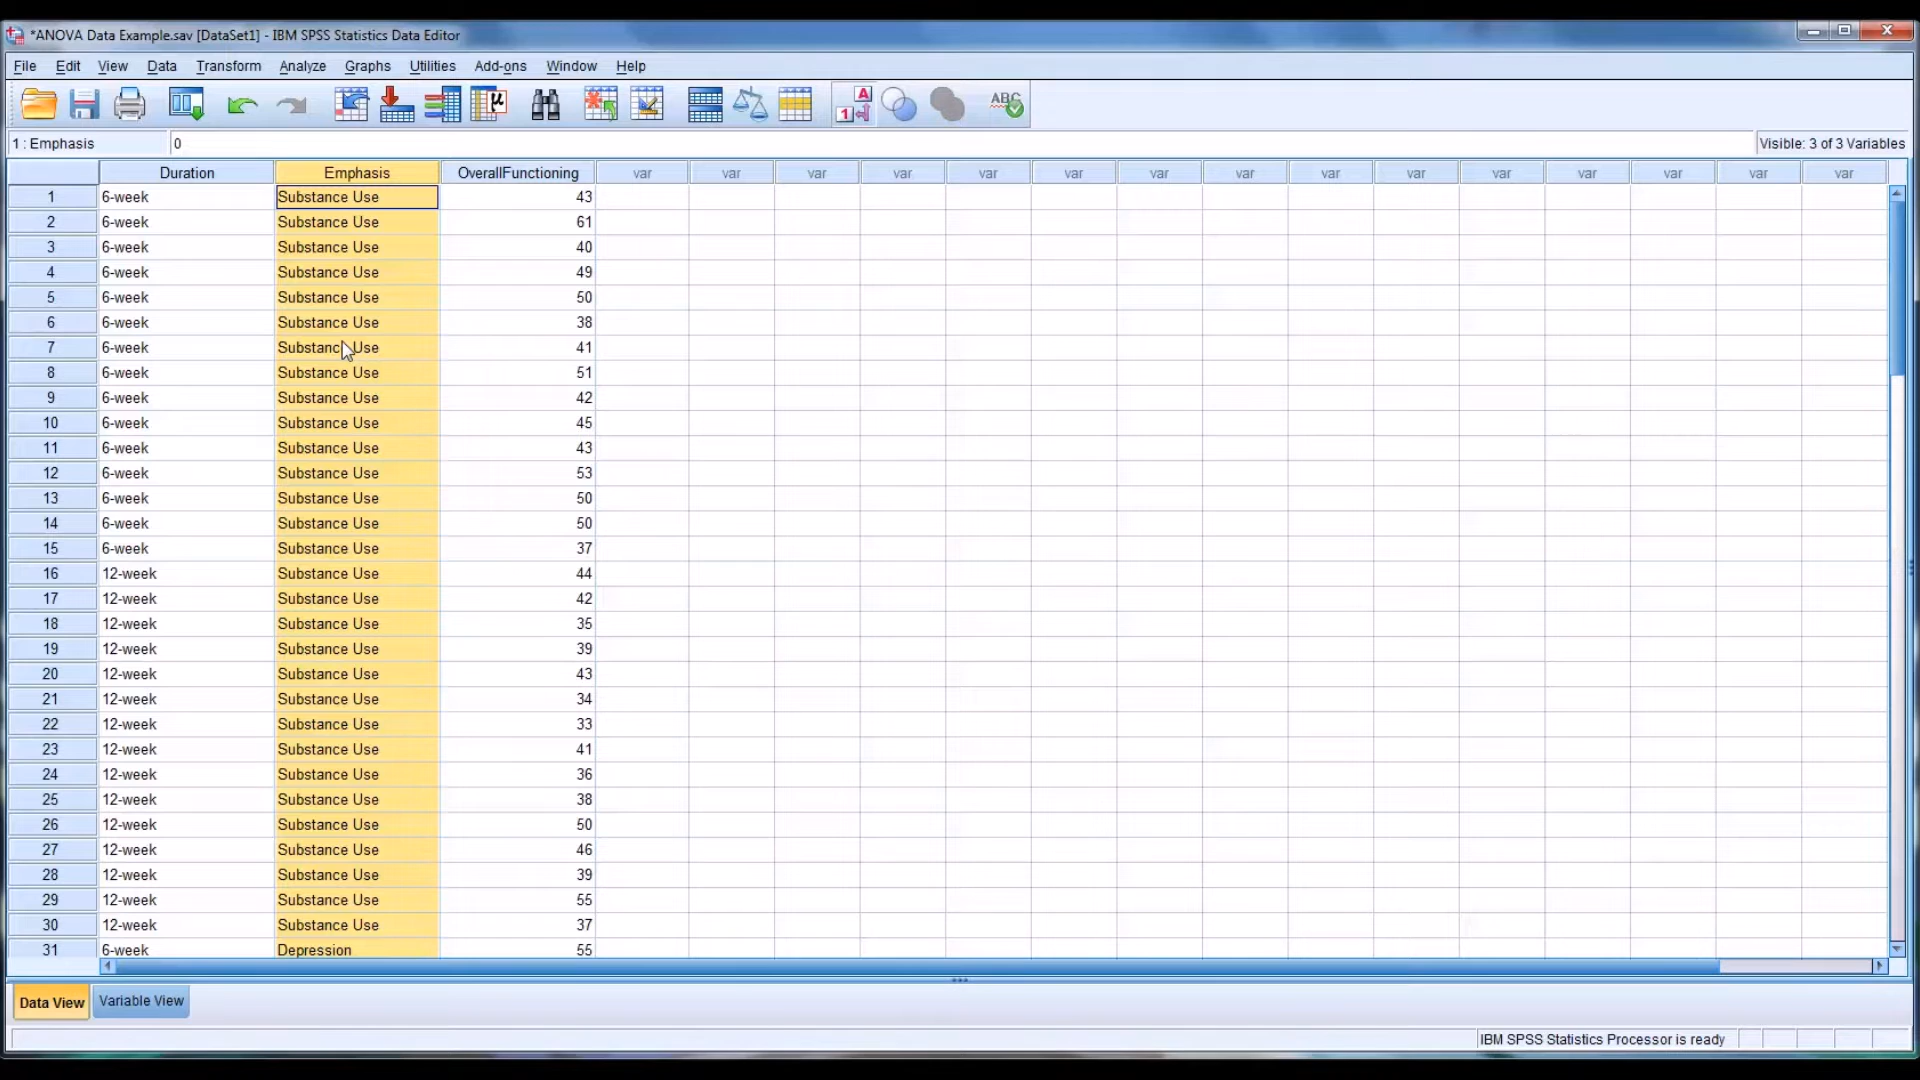 *ANOVA Data Example.sav [DataSet1] - IBM SPSS Statistics Data Editor
File Edit View Data Transform Analyze Graphs Utilities Add-ons Window Help
1 : Emphasis 0 Visible: 3 of 3 Variables
Duration Emphasis OverallFunctioning var var var var var var var var var var var var var var var
1 6-week Substance Use 43
2 6-week Substance Use 61
3 6-week Substance Use 40
4 6-week Substance Use 49
5 6-week Substance Use 50
6 6-week Substance Use 38
7 6-week Substance Use 41
8 6-week Substance Use 51
9 6-week Substance Use 42
10 6-week Substance Use 45
11 6-week Substance Use 43
12 6-week Substance Use 53
13 6-week Substance Use 50
14 6-week Substance Use 50
15 6-week Substance Use 37
16 12-week Substance Use 44
17 12-week Substance Use 42
18 12-week Substance Use 35
19 12-week Substance Use 39
20 12-week Substance Use 43
21 12-week Substance Use 34
22 12-week Substance Use 33
23 12-week Substance Use 41
24 12-week Substance Use 36
25 12-week Substance Use 38
26 12-week Substance Use 50
27 12-week Substance Use 46
28 12-week Substance Use 39
29 12-week Substance Use 55
30 12-week Substance Use 37
31 6-week Depression 55
Data View Variable View
IBM SPSS Statistics Processor is ready